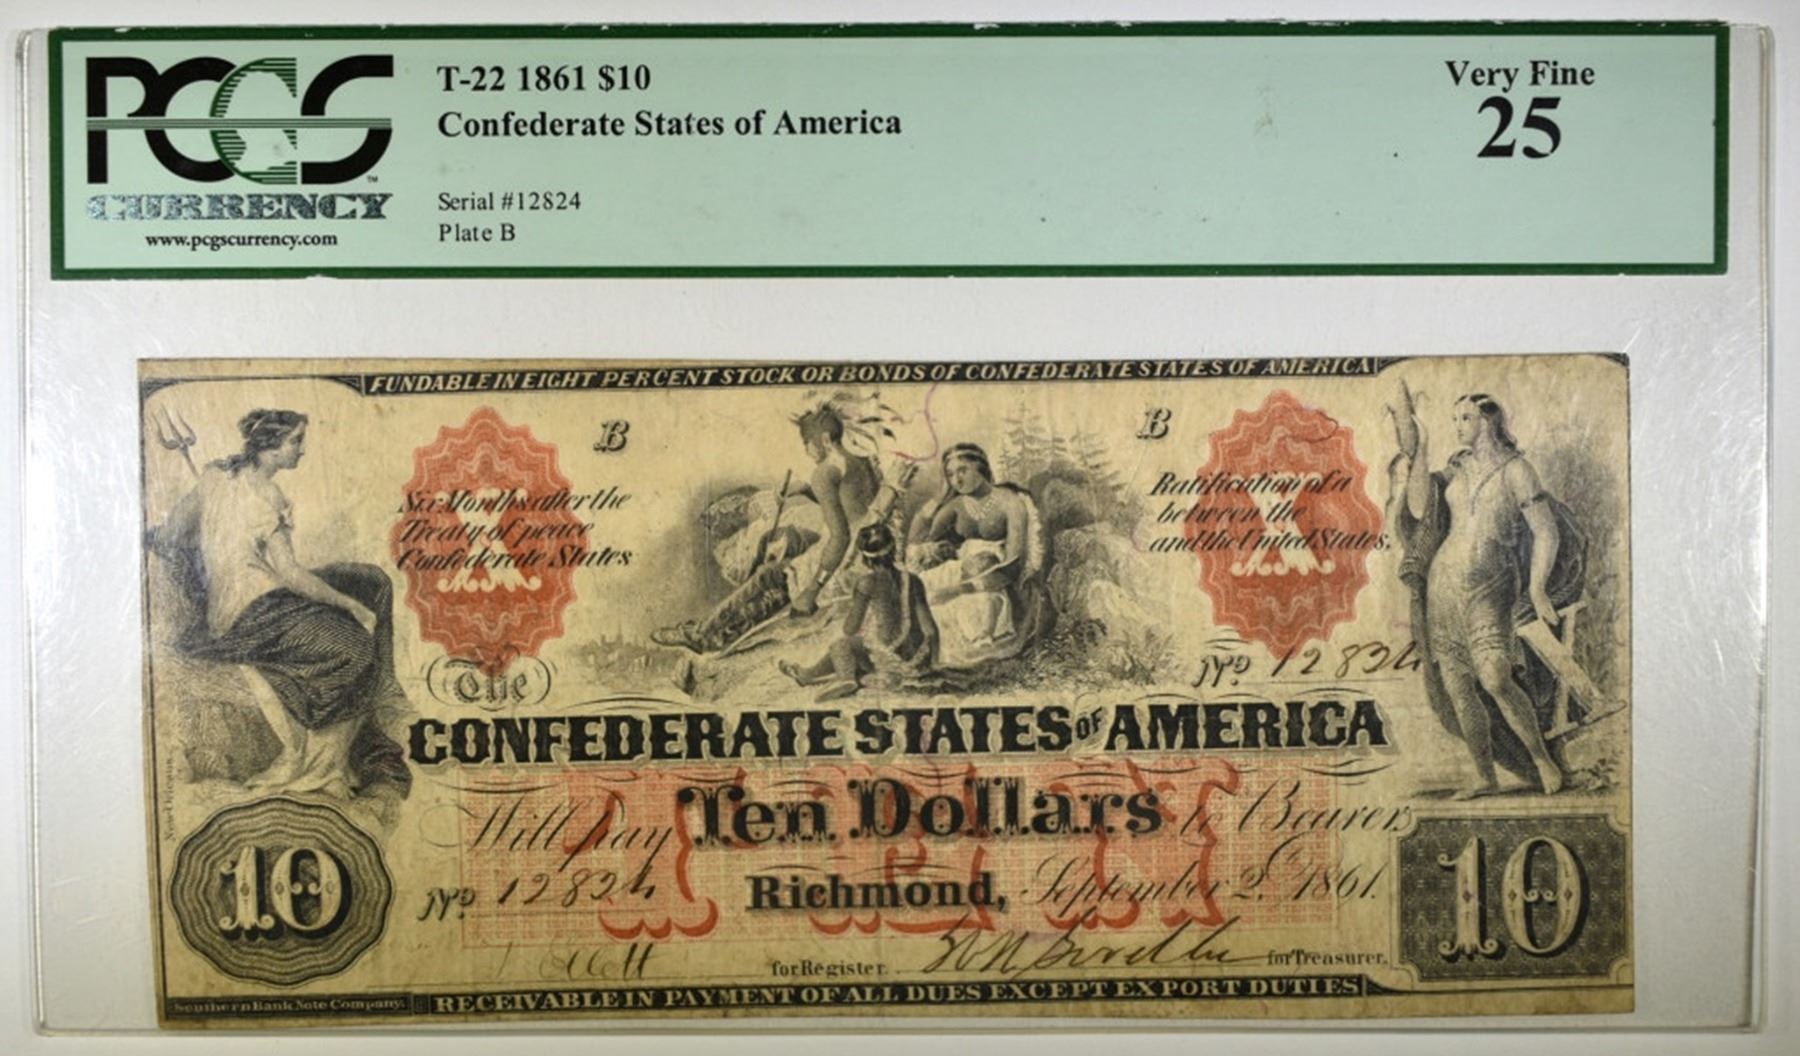 PCGS™
CURRENCY
www.pcgscurrency.com
T-22 1861 $10
Confederate States of America
Serial #12824
Plate B
Very Fine
25
FUNDABLE IN EIGHT PER CENT STOCK OR BONDS OF CONFEDERATE STATES OF AMERICA
B
B
X
X
Six Months after the
Treaty of peace
Confederate States
Ratification of a
between the
and the United States.
No 12824
The
CONFEDERATE STATES OF AMERICA
TEN
Will pay Ten Dollars to Bearer
No 12824
Richmond, September 2, 1861.
10
10
for Register.
for Treasurer.
Southern Bank Note Company.
RECEIVABLE IN PAYMENT OF ALL DUES EXCEPT EXPORT DUTIES